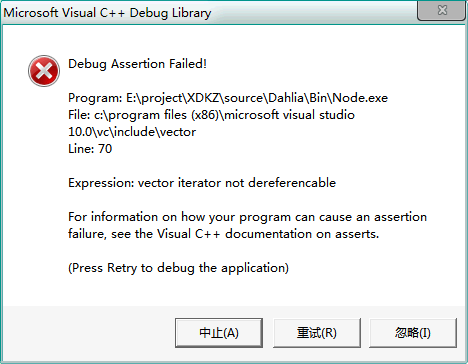 Microsoft Visual C++ Debug Library
Debug Assertion Failed!
Program: E:\project\XDKZ\source\Dahlia\Bin\Node.exe
File: c:\program files (x86)\microsoft visual studio
10.0\vc\include\vector
Line: 70
Expression: vector iterator not dereferencable
For information on how your program can cause an assertion
failure, see the Visual C++ documentation on asserts.
(Press Retry to debug the application)
中止(A)
重试(R)
忽略(I)